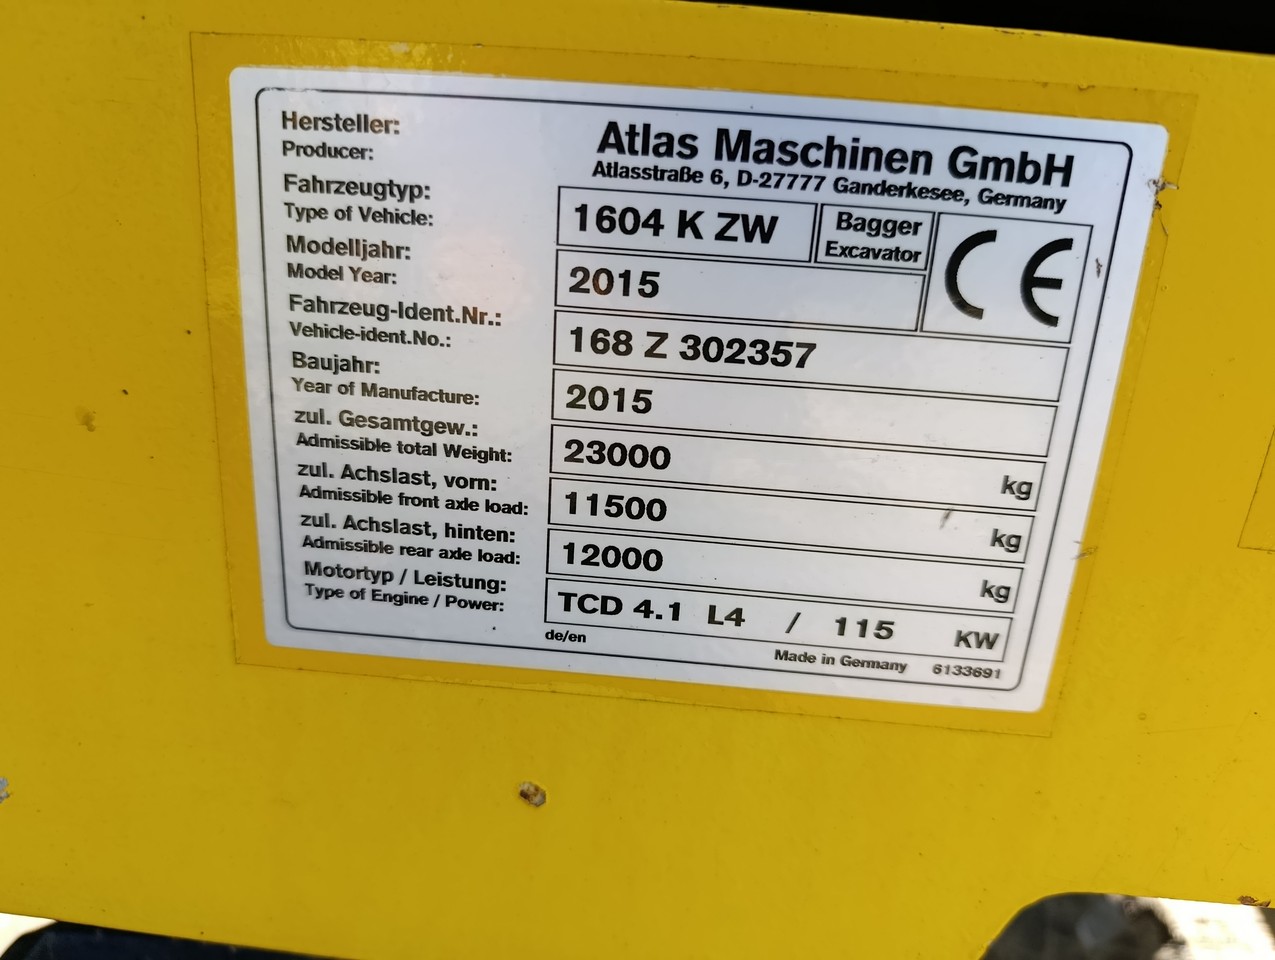 Atlas Maschinen GmbH
Atlasstraße 6, D-27777 Ganderkesee, Germany
Hersteller:
Producer:
Fahrzeugtyp:
Type of Vehicle:
1604 K ZW
Bagger
Excavator
CE
Modelljahr:
Model Year:
2015
Fahrzeug-Ident.Nr.:
Vehicle-ident.No.:
168 Z 302357
Baujahr:
Year of Manufacture:
2015
zul. Gesamtgew.:
Admissible total Weight:
23000 kg
zul. Achslast, vorn:
Admissible front axle load:
11500 kg
zul. Achslast, hinten:
Admissible rear axle load:
12000 kg
Motortyp / Leistung:
Type of Engine / Power:
TCD 4.1 L4 / 115 KW
de/en
Made in Germany 6133691